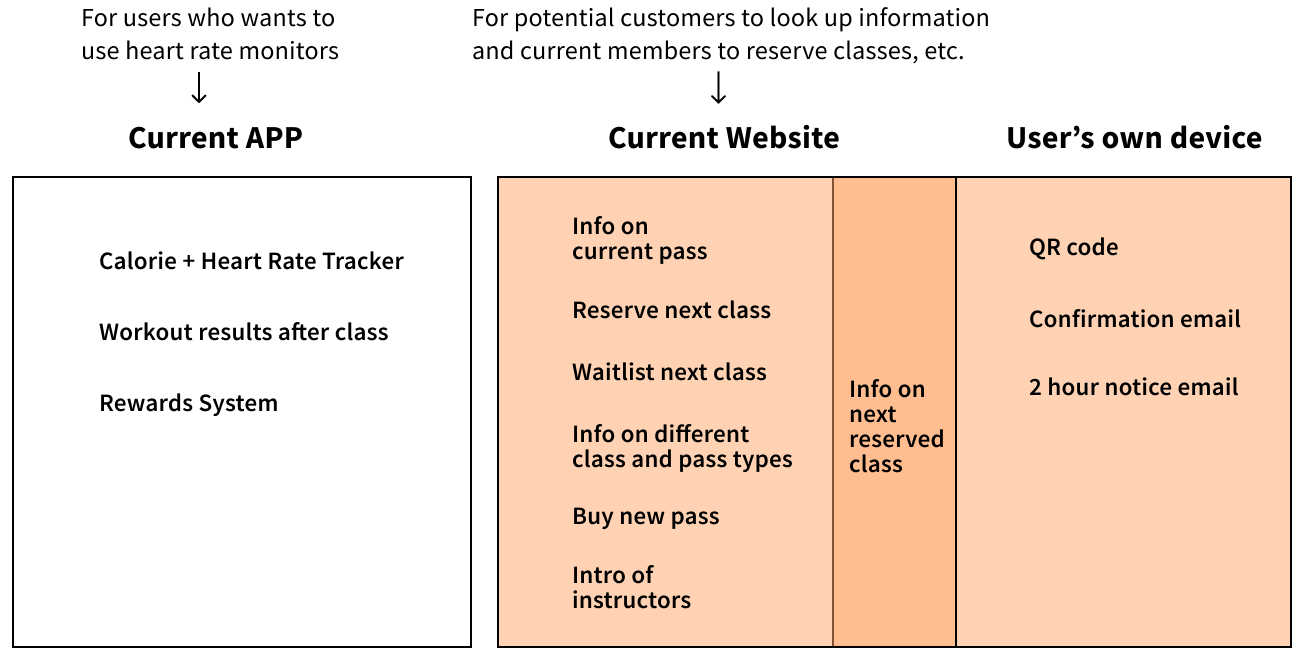 For users who wants to
use heart rate monitors
Current APP
Calorie + Heart Rate Tracker
Workout results after class
Rewards System
For potential customers to look up information
and current members to reserve classes, etc.
Current Website
Info on
current pass
Reserve next class
Waitlist next class
Info on different
class and pass types
Buy new pass
Intro of
instructors
Info on
next
reserved
class
User’s own device
QR code
Confirmation email
2 hour notice email